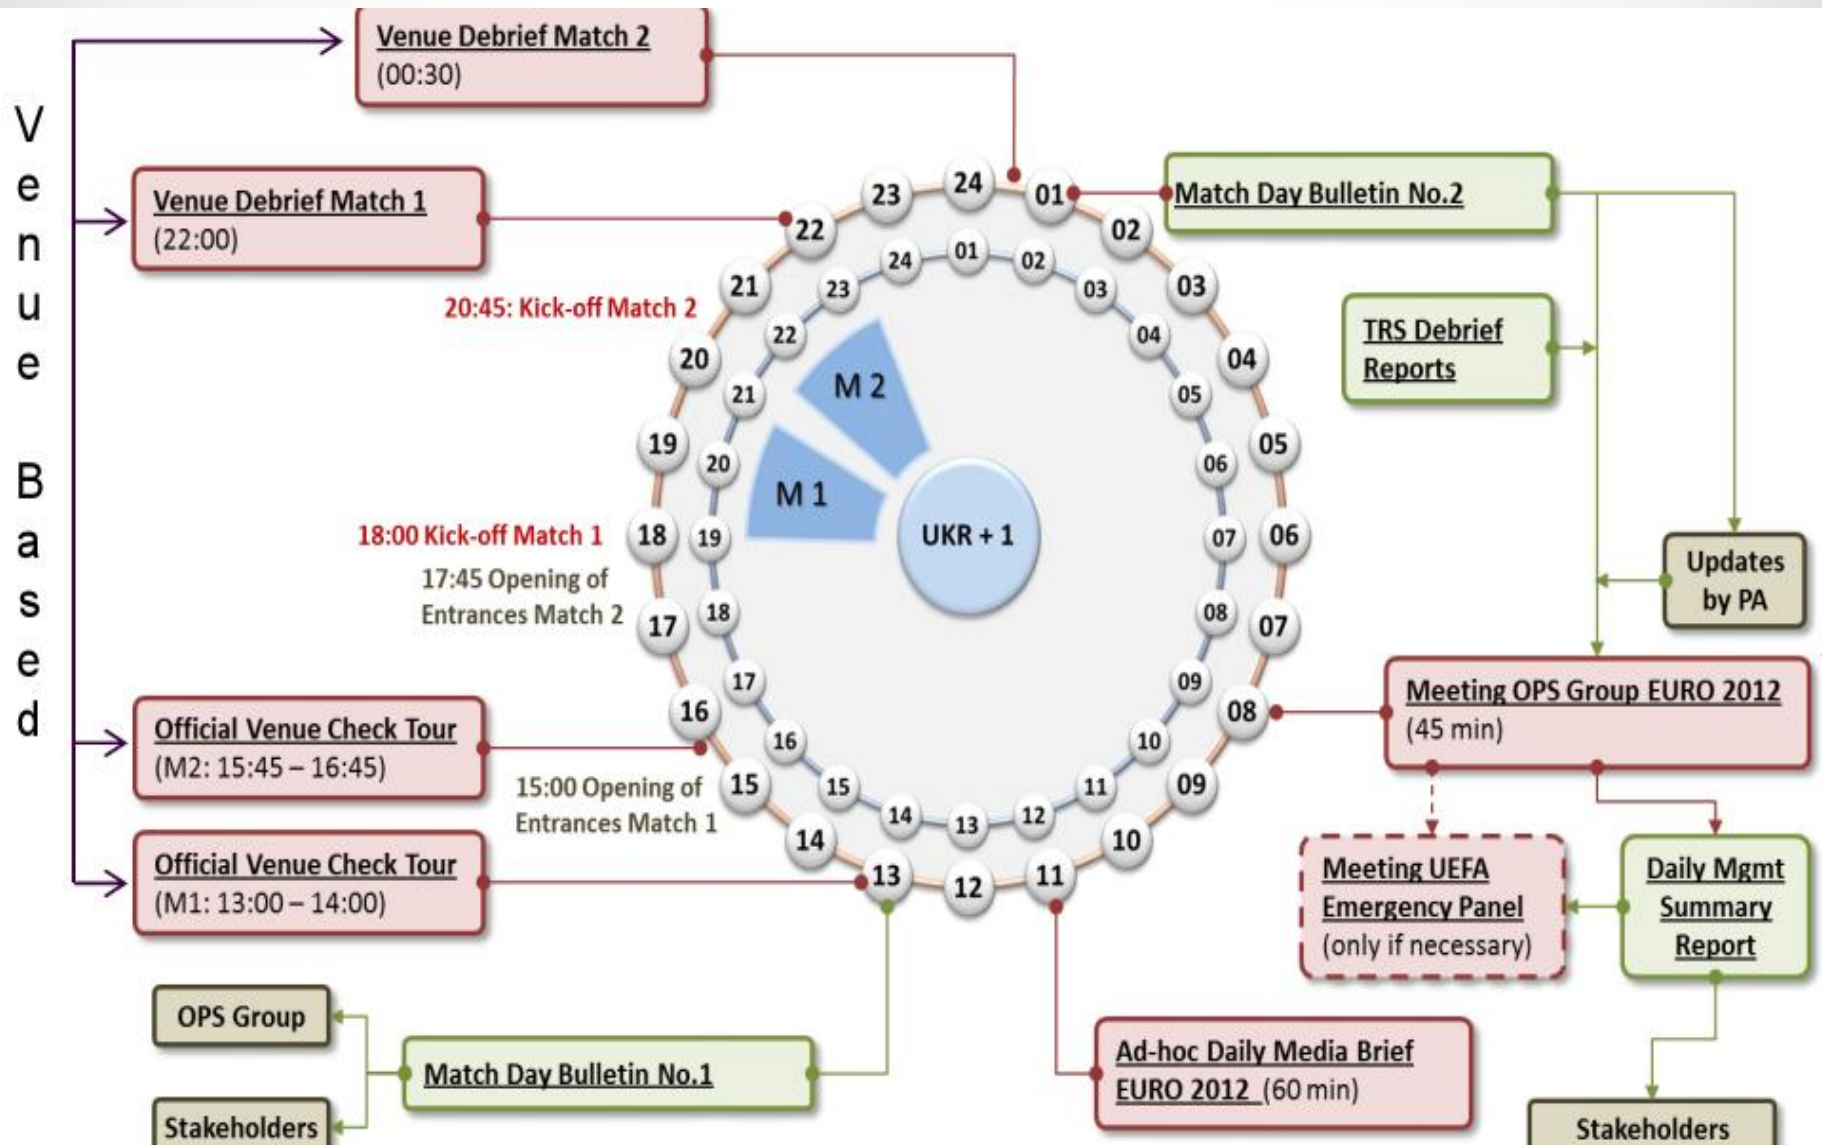 Venue Based
Venue Debrief Match 2
(00:30)
Venue Debrief Match 1
(22:00)
20:45: Kick-off Match 2
18:00 Kick-off Match 1
17:45 Opening of
Entrances Match 2
Official Venue Check Tour
(M2: 15:45 – 16:45)
15:00 Opening of
Entrances Match 1
Official Venue Check Tour
(M1: 13:00 – 14:00)
OPS Group
Stakeholders
Match Day Bulletin No.1
24
01
02
03
04
05
06
07
08
09
10
11
12
13
14
15
16
17
18
19
20
21
22
23
01
02
03
04
05
06
07
08
09
10
11
12
13
14
15
16
17
18
19
20
21
22
23
24
M 2
M 1
UKR + 1
Match Day Bulletin No.2
TRS Debrief
Reports
Updates
by PA
Meeting OPS Group EURO 2012
(45 min)
Meeting UEFA
Emergency Panel
(only if necessary)
Daily Mgmt
Summary
Report
Ad-hoc Daily Media Brief
EURO 2012 (60 min)
Stakeholders